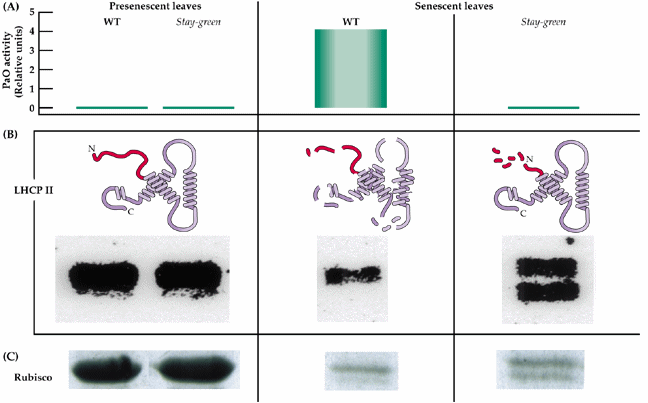 (A)
Presenescent leaves
Senescent leaves
WT
Stay-green
WT
Stay-green
PaO activity
(Relative units)
5
4
3
2
1
0
(B)
LHCP II
N
C
N
C
(C)
Rubisco